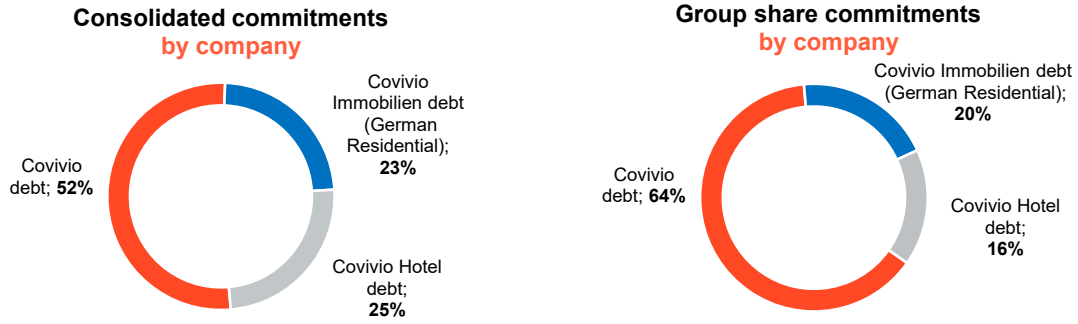 Consolidated commitments
by company
Covivio
Immobilien debt
(German
Residential);
23%
Covivio
debt; 52%
Covivio Hotel
debt;
25%
Group share commitments
by company
Covivio Immobilien debt
(German Residential);
20%
Covivio
debt; 64%
Covivio Hotel
debt;
16%